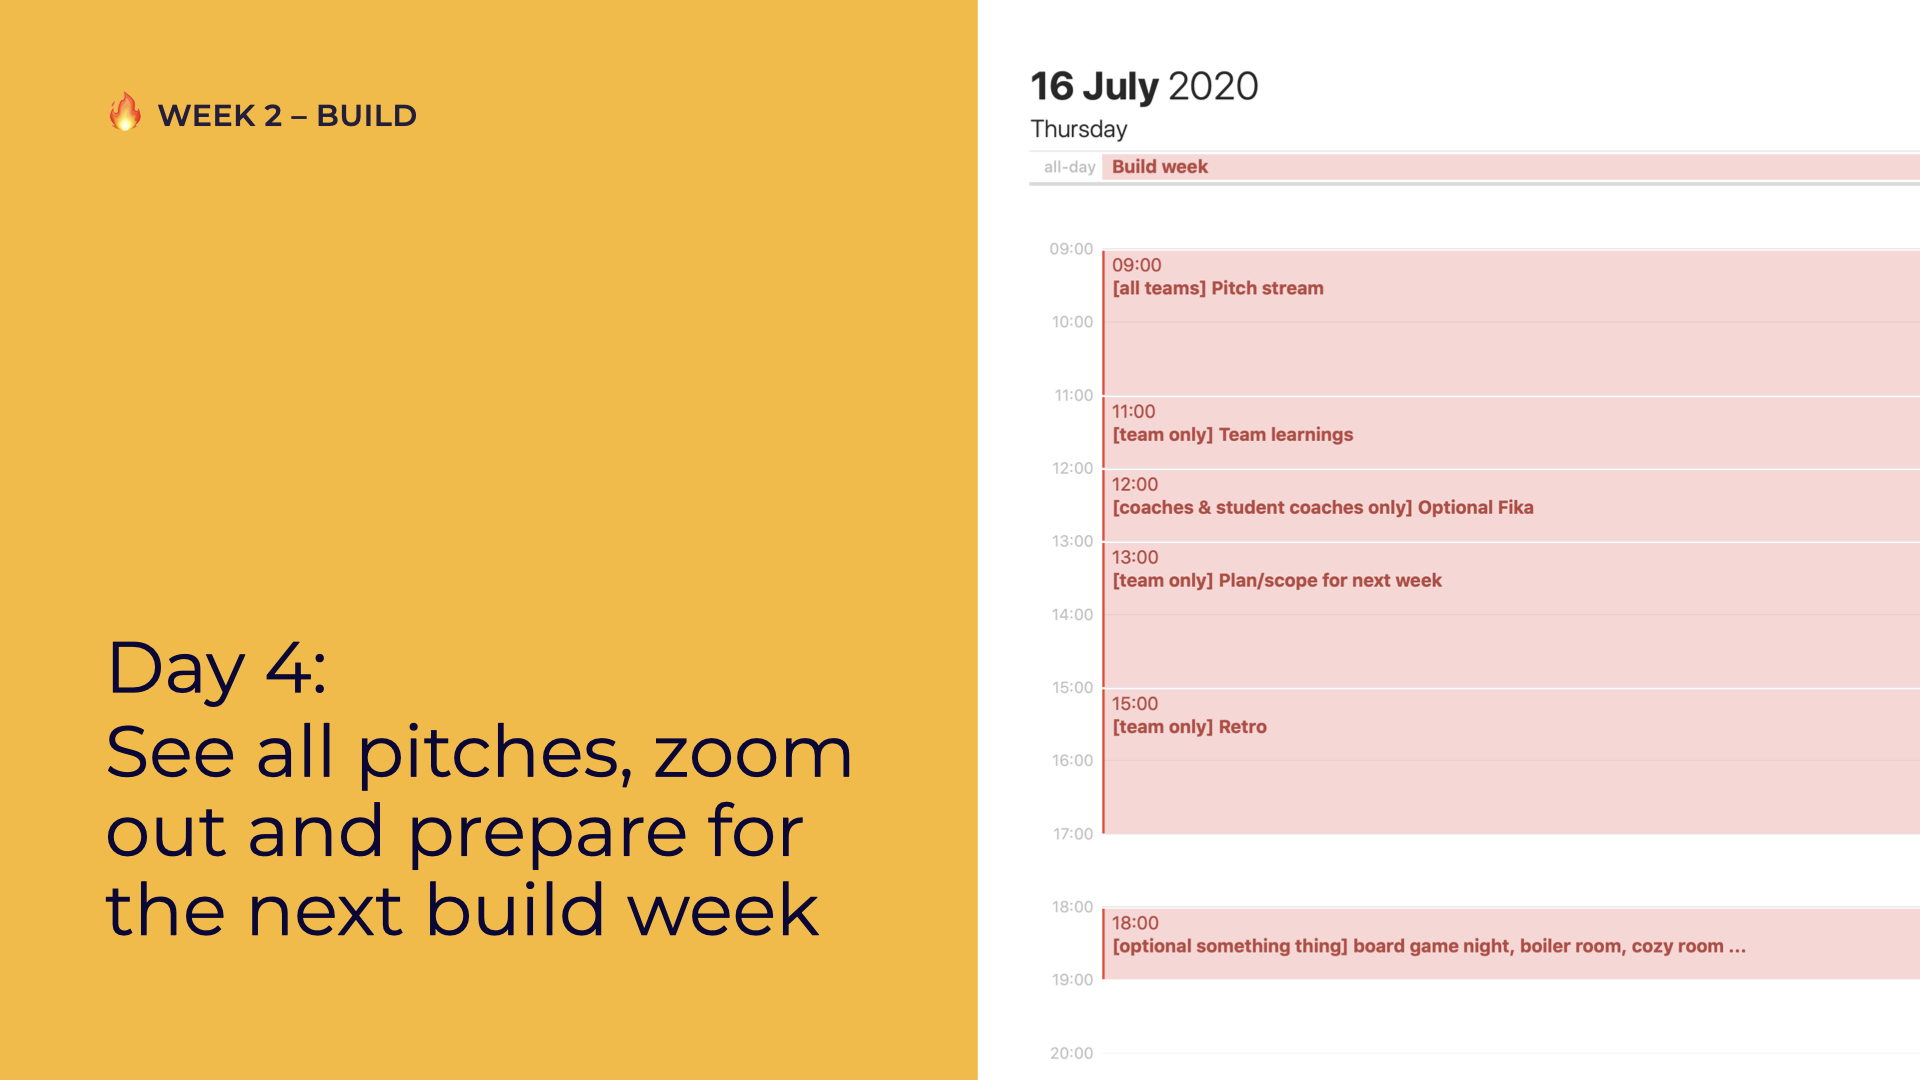 🔥 WEEK 2 – BUILD
Day 4:
See all pitches, zoom
out and prepare for
the next build week
16 July 2020
Thursday
all-day Build week
09:00
09:00
[all teams] Pitch stream
10:00
11:00
11:00
[team only] Team learnings
12:00
12:00
[coaches & student coaches only] Optional Fika
13:00
13:00
[team only] Plan/scope for next week
14:00
15:00
15:00
[team only] Retro
16:00
17:00
18:00
18:00
[optional something thing] board game night, boiler room, cozy room ...
19:00
20:00